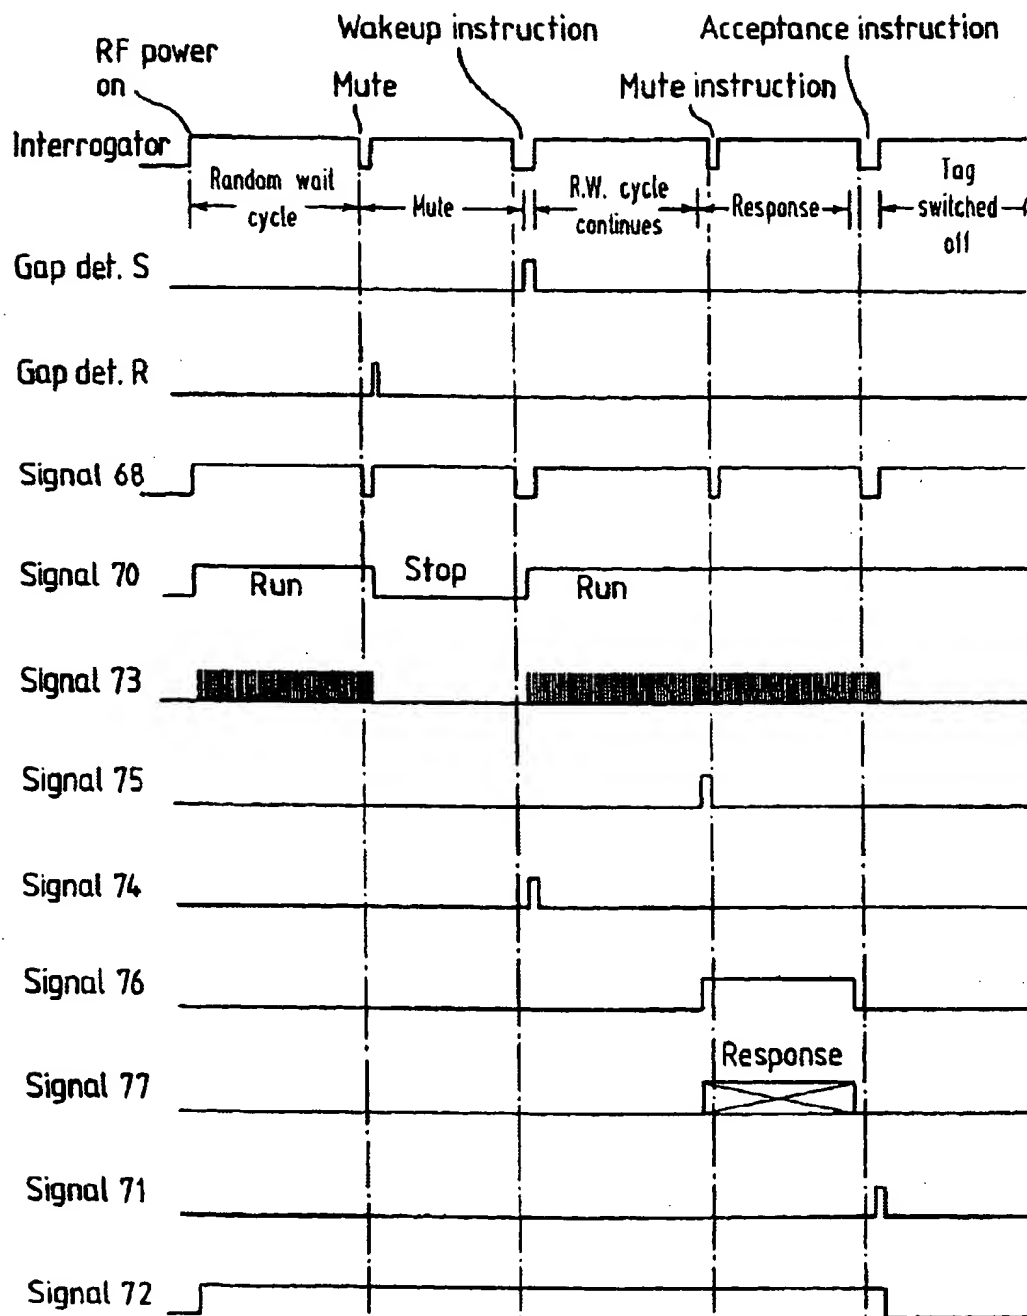 Wakeup instruction
Acceptance instruction
RF power
on
Mute
Mute instruction
Interrogator
Random wait
cycle
Mute
R.W. cycle
continues
Response
Tag
switched
off
Gap det. S
Gap det. R
Signal 68
Signal 70
Run
Stop
Run
Signal 73
Signal 75
Signal 74
Signal 76
Response
Signal 77
Signal 71
Signal 72